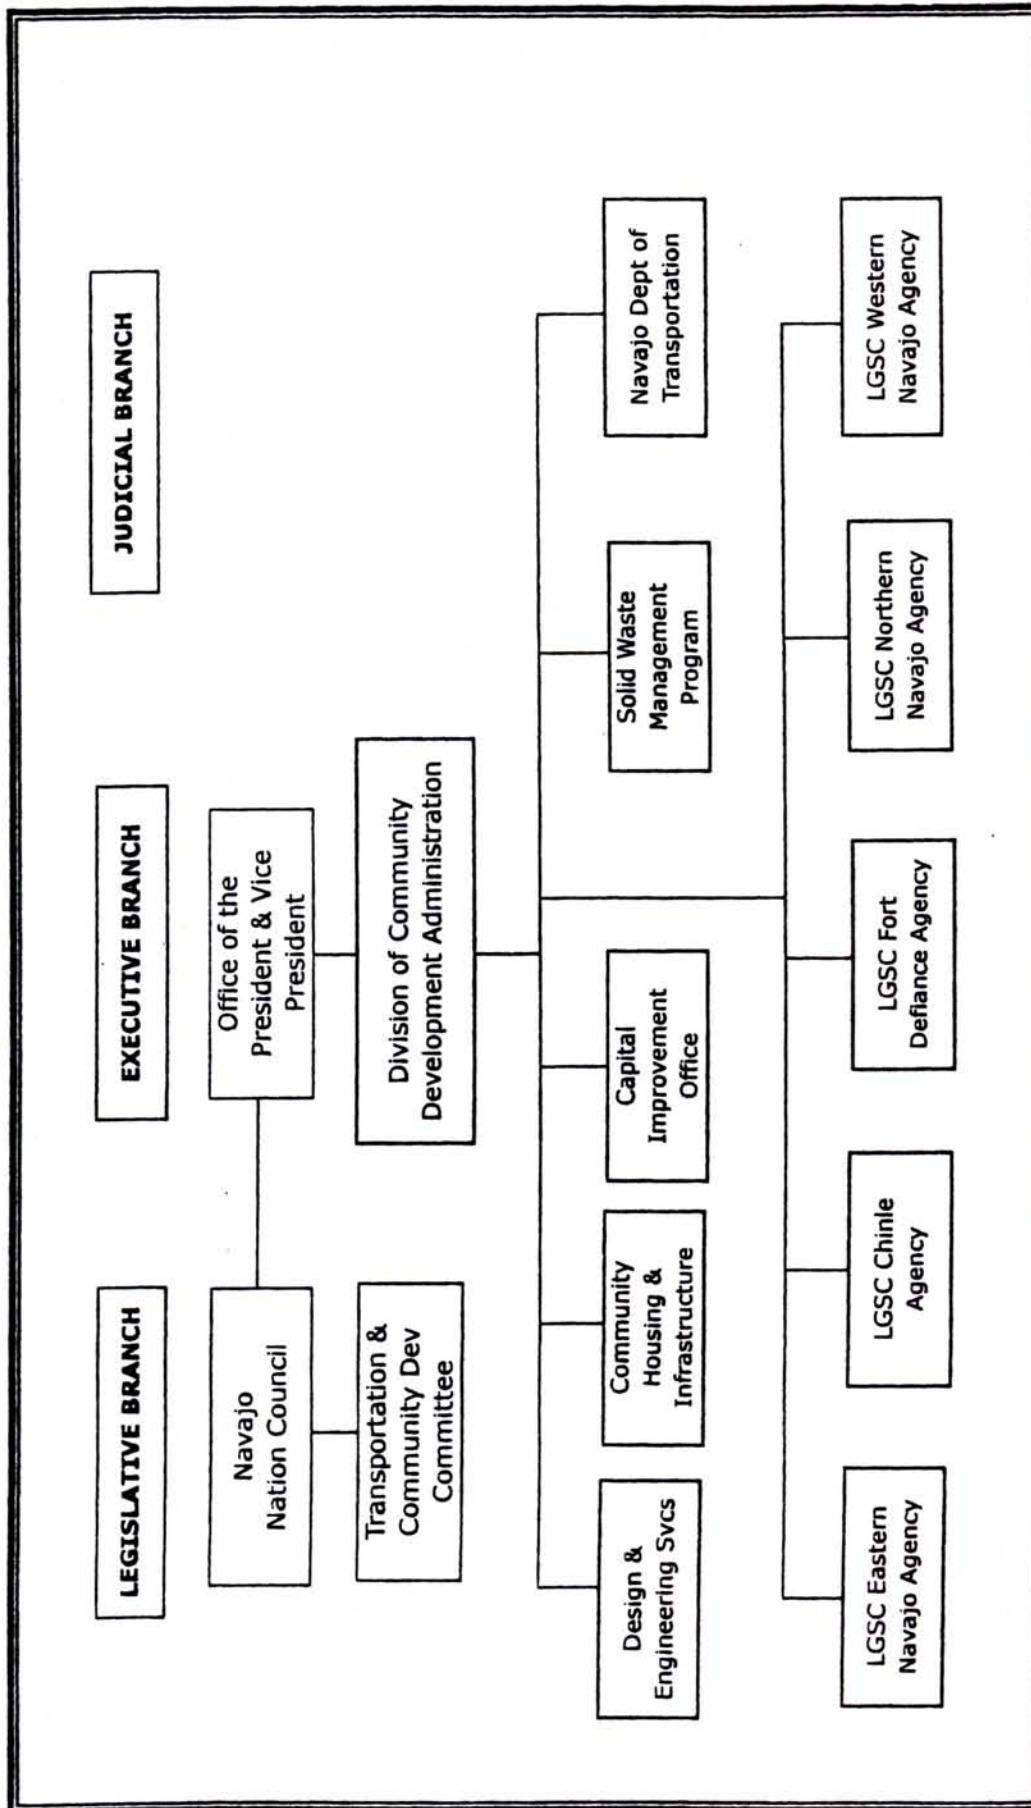 LEGISLATIVE BRANCH
EXECUTIVE BRANCH
JUDICIAL BRANCH
Navajo
Nation Council
Office of the
President & Vice
President
Transportation &
Community Dev
Committee
Division of Community
Development Administration
Design &
Engineering Svcs
Community
Housing &
Infrastructure
Capital
Improvement
Office
Solid Waste
Management
Program
Navajo Dept of
Transportation
LGSC Eastern
Navajo Agency
LGSC Chinle
Agency
LGSC Fort
Defiance Agency
LGSC Northern
Navajo Agency
LGSC Western
Navajo Agency